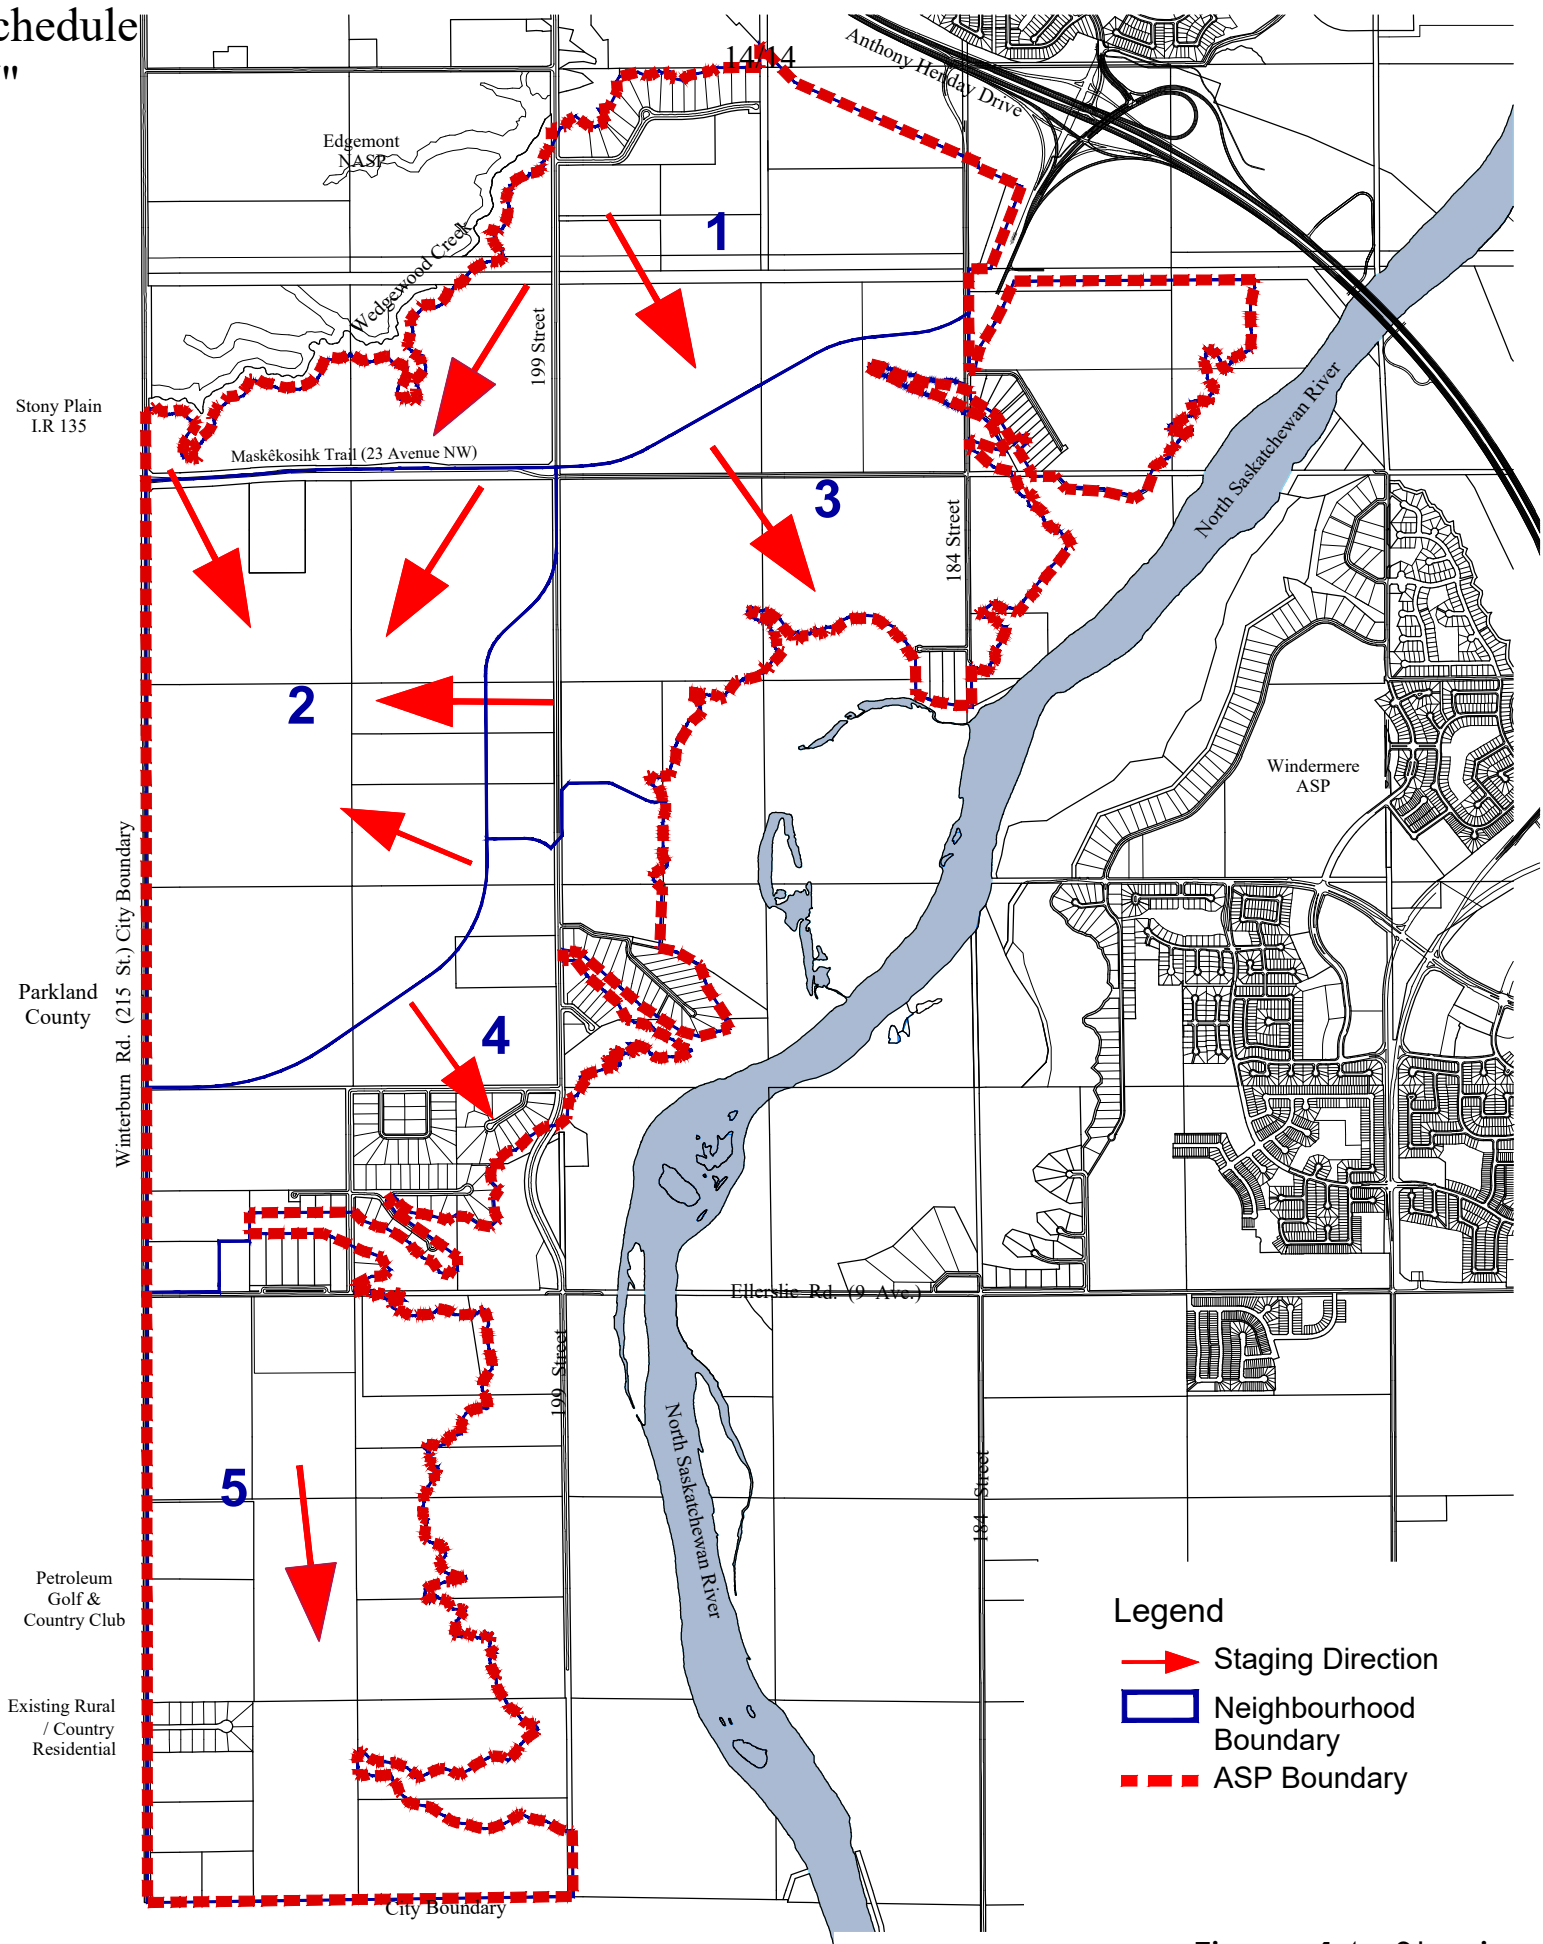 chedule
"
14/14
Anthony Henday Drive
Edgemont
NASP
1
Wedgewood Creek
199 Street
Stony Plain
I.R 135
Maskêkosihk Trail (23 Avenue NW)
3
184 Street
North Saskatchewan River
2
Windermere
ASP
Winterburn Rd. (215 St.) City Boundary
Parkland
County
4
5
Ellerslie Rd. (9 Ave.)
199 Street
North Saskatchewan River
184 Street
Petroleum
Golf &
Country Club
Existing Rural
/ Country
Residential
City Boundary
Legend
Staging Direction
Neighbourhood
Boundary
ASP Boundary